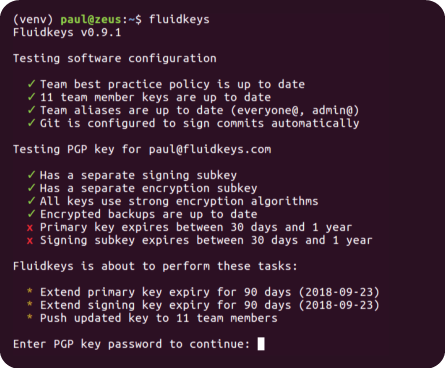 (venv) paul@zeus:~$ fluidkeys
Fluidkeys v0.9.1
Testing software configuration
✓ Team best practice policy is up to date
✓ 11 team member keys are up to date
✓ Team aliases are up to date (everyone@, admin@)
✓ Git is configured to sign commits automatically
Testing PGP key for paul@fluidkeys.com
✓ Has a separate signing subkey
✓ Has a separate encryption subkey
✓ All keys use strong encryption algorithms
✓ Encrypted backups are up to date
x Primary key expires between 30 days and 1 year
x Signing subkey expires between 30 days and 1 year
Fluidkeys is about to perform these tasks:
* Extend primary key expiry for 90 days (2018-09-23)
* Extend signing key expiry for 90 days (2018-09-23)
* Push updated key to 11 team members
Enter PGP key password to continue: